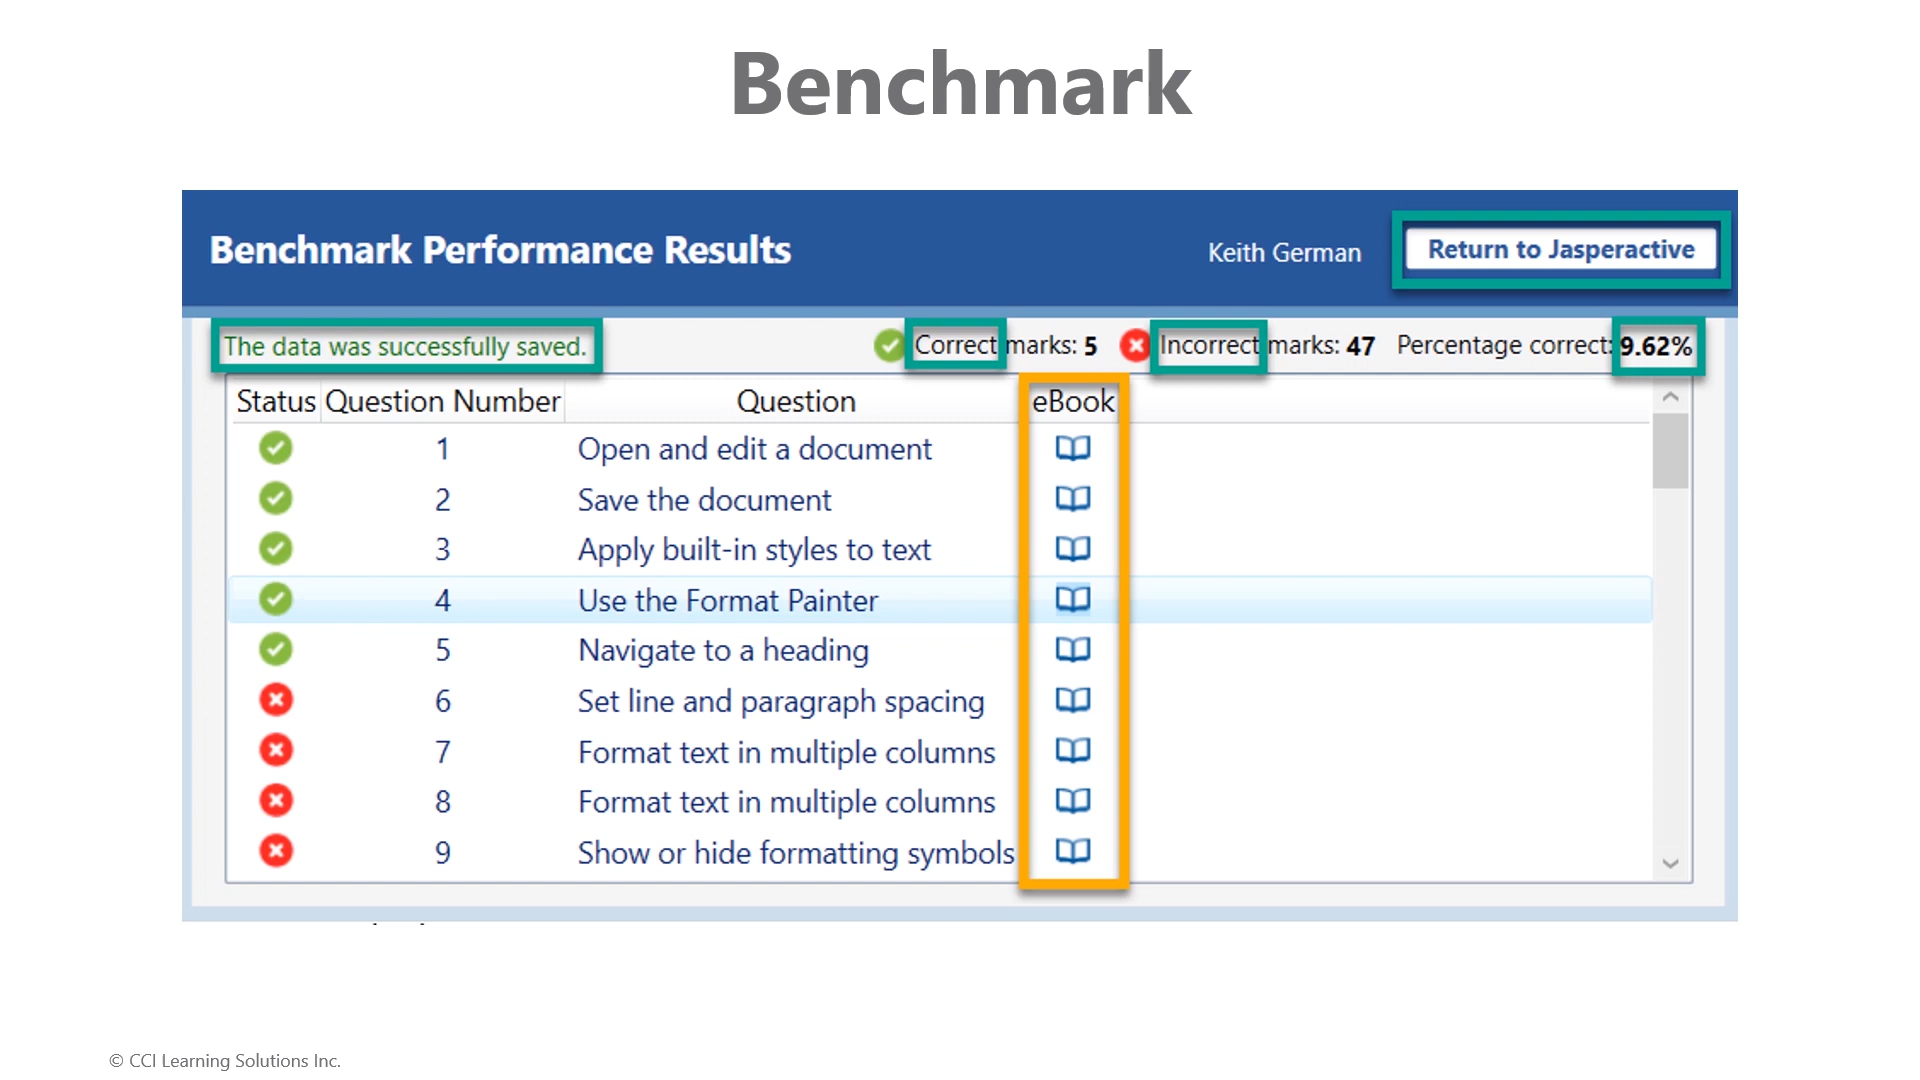 Benchmark
Benchmark Performance Results Keith German Return to Jasperactive
The data was successfully saved. Correct marks: 5 Incorrect marks: 47 Percentage correct: 9.62%
Status Question Number Question eBook
1 Open and edit a document
2 Save the document
3 Apply built-in styles to text
4 Use the Format Painter
5 Navigate to a heading
6 Set line and paragraph spacing
7 Format text in multiple columns
8 Format text in multiple columns
9 Show or hide formatting symbols
© CCI Learning Solutions Inc.